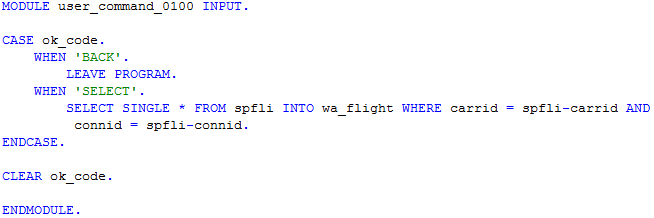 MODULE user_command_0100 INPUT.
CASE ok_code.
WHEN 'BACK'.
LEAVE PROGRAM.
WHEN 'SELECT'.
SELECT SINGLE * FROM spfli INTO wa_flight WHERE carrid = spfli-carrid AND
connid = spfli-connid.
ENDCASE.
CLEAR ok_code.
ENDMODULE.